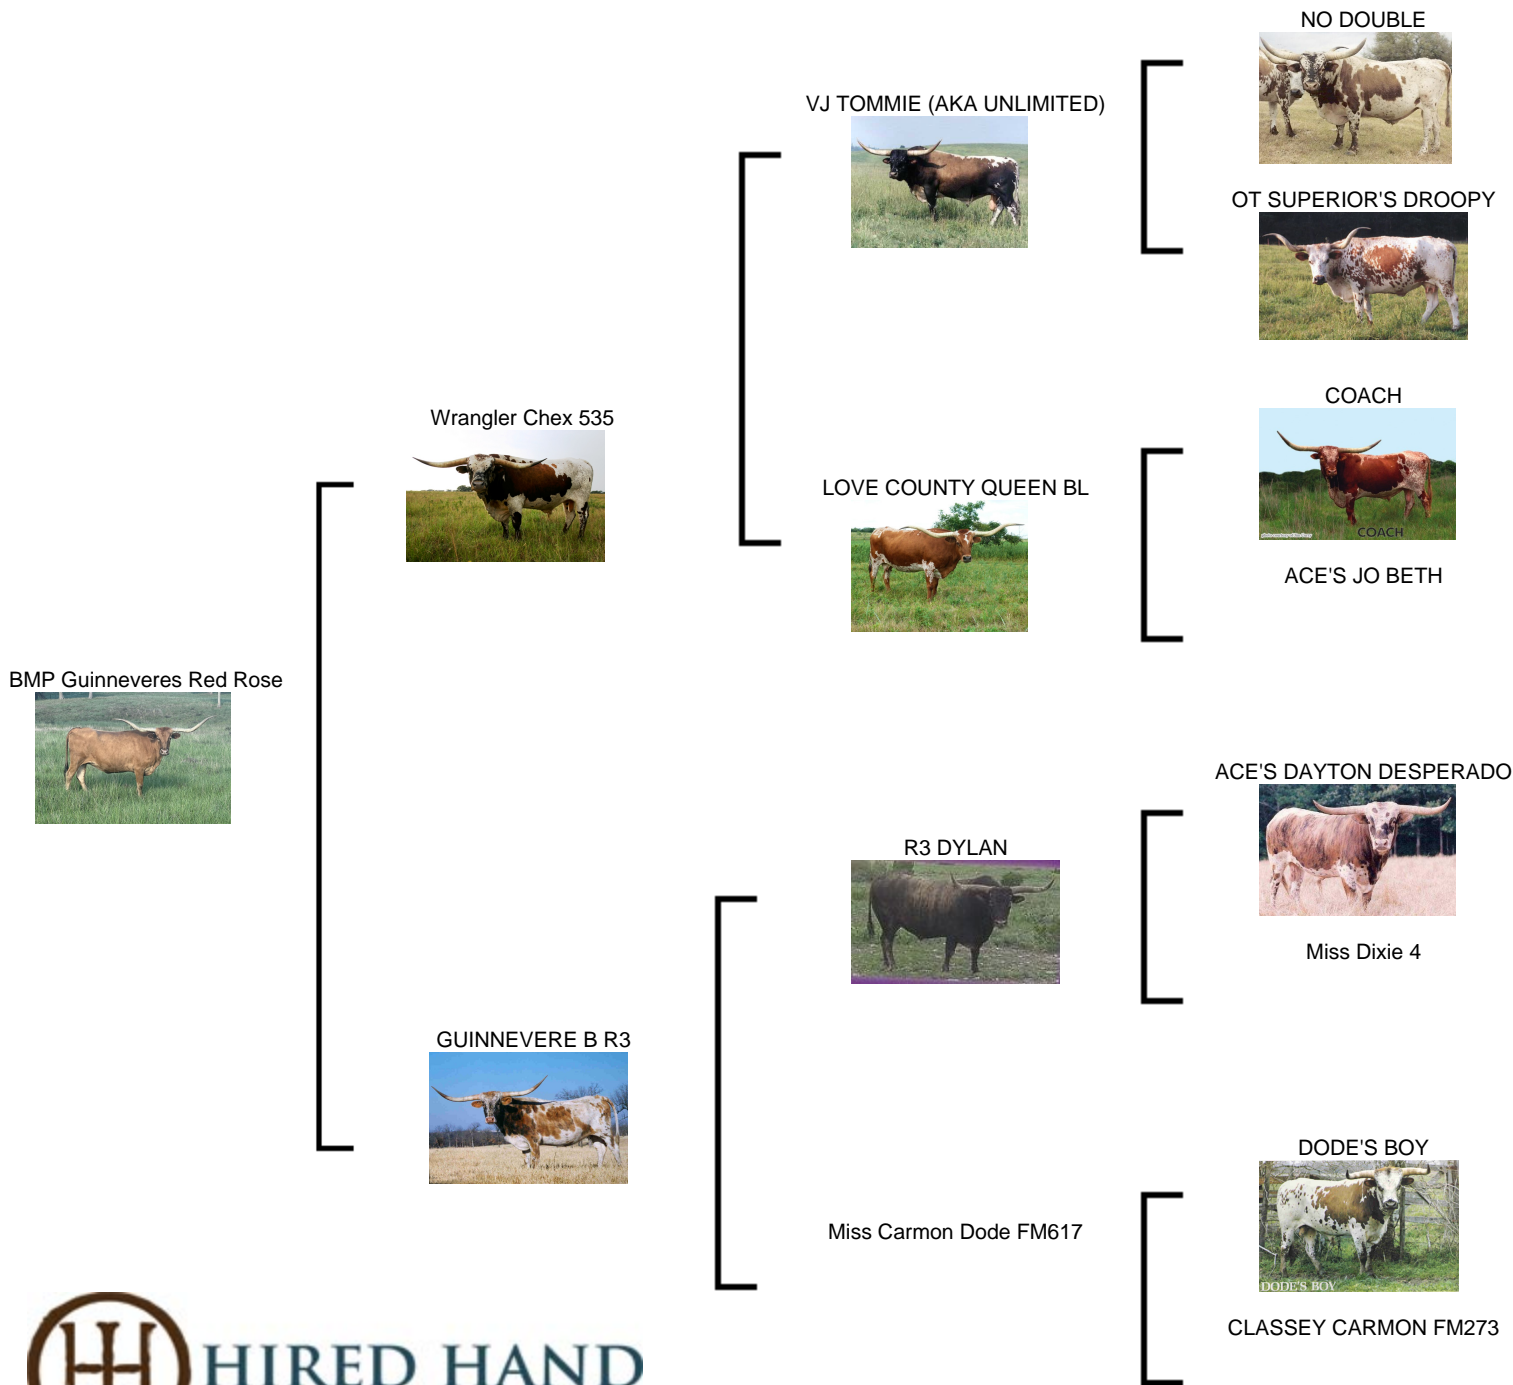 NO DOUBLE
VJ TOMMIE (AKA UNLIMITED)
OT SUPERIOR'S DROOPY
Wrangler Chex 535
COACH
COACH
LOVE COUNTY QUEEN BL
ACE'S JO BETH
BMP Guinneveres Red Rose
ACE'S DAYTON DESPERADO
R3 DYLAN
Miss Dixie 4
GUINNEVERE B R3
DODE'S BOY
DODE'S BOY
Miss Carmon Dode FM617
CLASSEY CARMON FM273
HIRED HAND